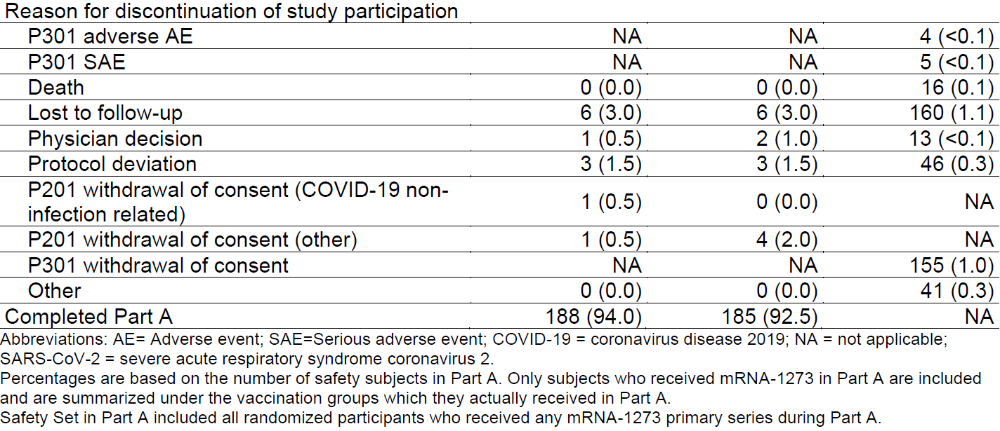 Reason for discontinuation of study participation
P301 adverse AE NA NA 4 (<0.1)
P301 SAE NA NA 5 (<0.1)
Death 0 (0.0) 0 (0.0) 16 (0.1)
Lost to follow-up 6 (3.0) 6 (3.0) 160 (1.1)
Physician decision 1 (0.5) 2 (1.0) 13 (<0.1)
Protocol deviation 3 (1.5) 3 (1.5) 46 (0.3)
P201 withdrawal of consent (COVID-19 non-
infection related) 1 (0.5) 0 (0.0) NA
P201 withdrawal of consent (other) 1 (0.5) 4 (2.0) NA
P301 withdrawal of consent NA NA 155 (1.0)
Other 0 (0.0) 0 (0.0) 41 (0.3)
Completed Part A 188 (94.0) 185 (92.5) NA
Abbreviations: AE= Adverse event; SAE=Serious adverse event; COVID-19 = coronavirus disease 2019; NA = not applicable;
SARS-CoV-2 = severe acute respiratory syndrome coronavirus 2.
Percentages are based on the number of safety subjects in Part A. Only subjects who received mRNA-1273 in Part A are included
and are summarized under the vaccination groups which they actually received in Part A.
Safety Set in Part A included all randomized participants who received any mRNA-1273 primary series during Part A.